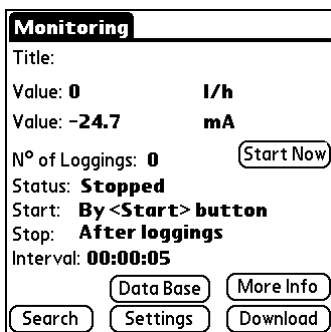 Monitoring
Title:
Value: 0 l/h
Value: -24.7 mA
Nº of Loggings: 0 Start Now
Status: Stopped
Start: By <Start> button
Stop: After loggings
Interval: 00:00:05
Data Base More Info
Search Settings Download